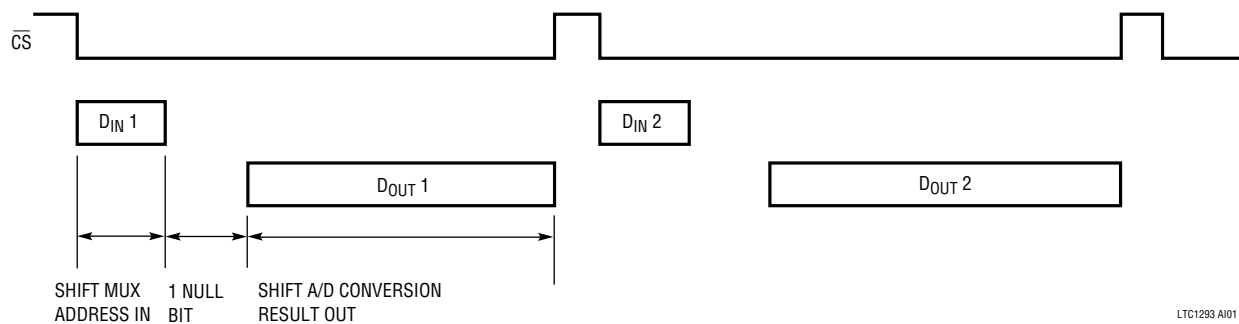 C̅S̅
D_IN 1
D_IN 2
D_OUT 1
D_OUT 2
SHIFT MUX
ADDRESS IN
1 NULL
BIT
SHIFT A/D CONVERSION
RESULT OUT
LTC1293 AI01